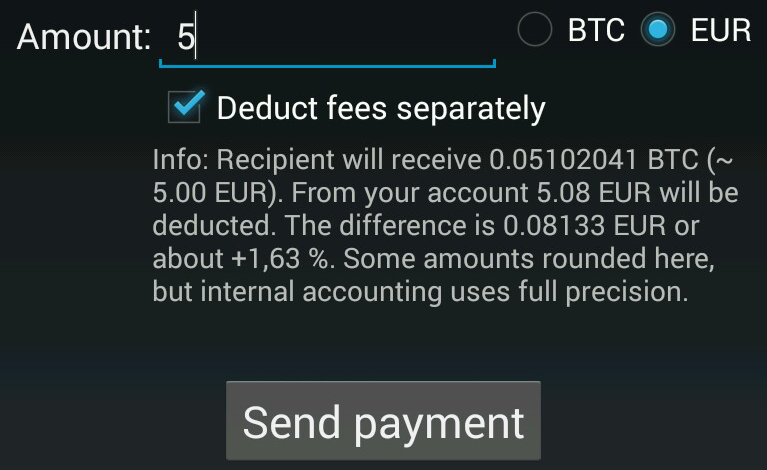 Amount: 5 BTC EUR
Deduct fees separately
Info: Recipient will receive 0.05102041 BTC (~
5.00 EUR). From your account 5.08 EUR will be
deducted. The difference is 0.08133 EUR or
about +1,63 %. Some amounts rounded here,
but internal accounting uses full precision.
Send payment